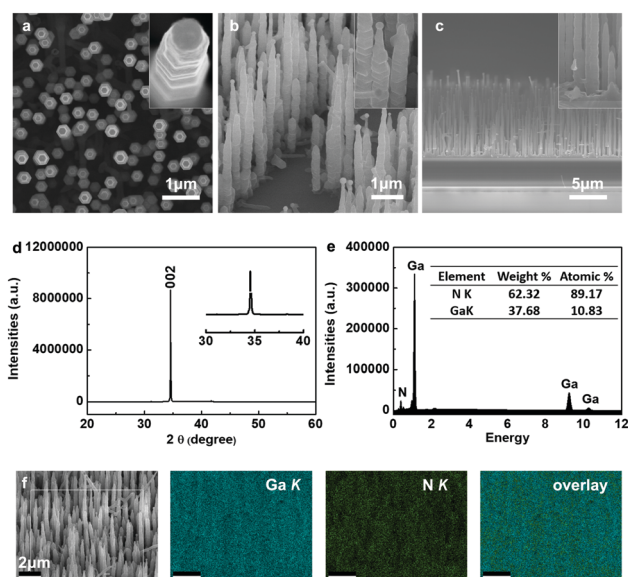 a
1μm
b
1μm
c
5μm
d
Intensities (a.u.)
12000000
8000000
4000000
0
002
30 35 40
20 30 40 50 60
2 θ (degree)
e
Intensities (a.u.)
400000
300000
200000
100000
0
Ga
Element Weight % Atomic %
N K 62.32 89.17
GaK 37.68 10.83
N
Ga
Ga
0 2 4 6 8 10 12
Energy
f
2μm
Ga K
N K
overlay